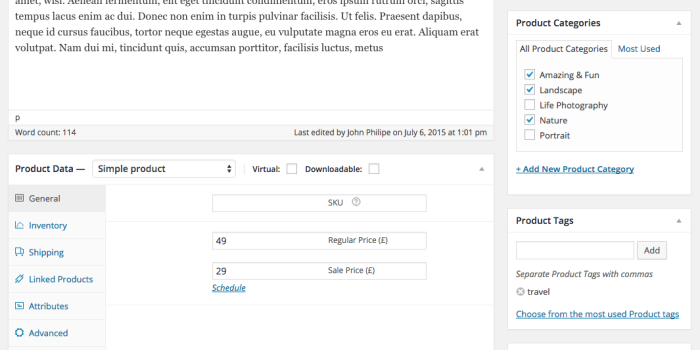 amet, wisi. Aenean fermentum, elit eget tincidunt condimentum, eros ipsum rutrum orci, sagittis
tempus lacus enim ac dui. Donec non enim in turpis pulvinar facilisis. Ut felis. Praesent dapibus,
neque id cursus faucibus, tortor neque egestas augue, eu vulputate magna eros eu erat. Aliquam erat
volutpat. Nam dui mi, tincidunt quis, accumsan porttitor, facilisis luctus, metus
p
Word count: 114
Last edited by John Philipe on July 6, 2015 at 1:01 pm
Product Data — Simple product Virtual: Downloadable:
General
Inventory
Shipping
Linked Products
Attributes
Advanced
SKU
49 Regular Price (£)
29 Sale Price (£)
Schedule
Product Categories
All Product Categories Most Used
Amazing & Fun
Landscape
Life Photography
Nature
Portrait
+ Add New Product Category
Product Tags
Add
Separate Product Tags with commas
travel
Choose from the most used Product tags